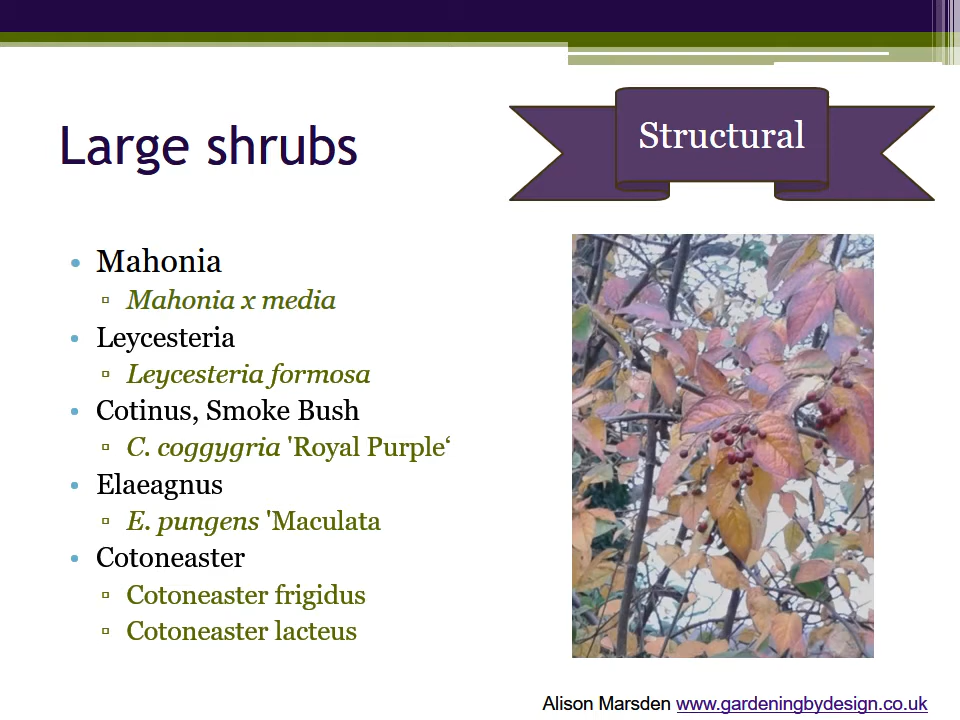 Large shrubs
Structural
• Mahonia
▫ Mahonia x media
• Leycesteria
▫ Leycesteria formosa
• Cotinus, Smoke Bush
▫ C. coggygria 'Royal Purple‘
• Elaeagnus
▫ E. pungens 'Maculata
• Cotoneaster
▫ Cotoneaster frigidus
▫ Cotoneaster lacteus
Alison Marsden www.gardeningbydesign.co.uk